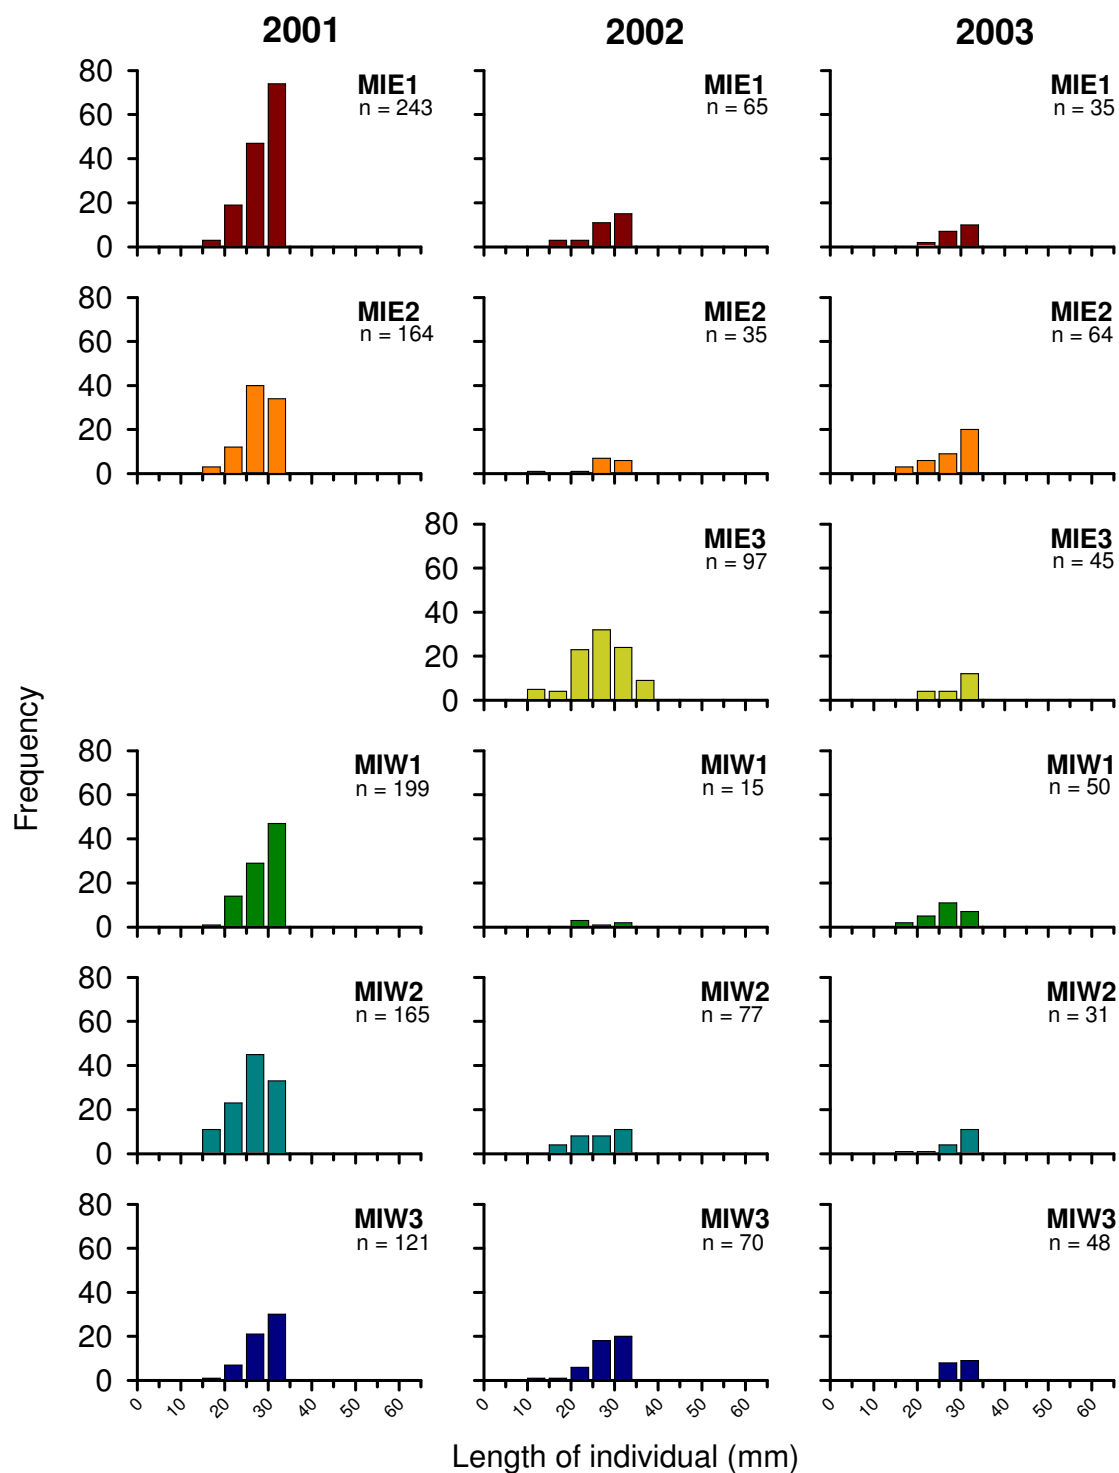 2001 2002 2003
80 MIE1 MIE1 MIE1
n = 243 n = 65 n = 35
60
40
20
0
80 MIE2 MIE2 MIE2
n = 164 n = 35 n = 64
60
40
20
0
80 MIE3 MIE3
n = 97 n = 45
60
40
20
0
Frequency
80 MIW1 MIW1 MIW1
n = 199 n = 15 n = 50
60
40
20
0
80 MIW2 MIW2 MIW2
n = 165 n = 77 n = 31
60
40
20
0
80 MIW3 MIW3 MIW3
n = 121 n = 70 n = 48
60
40
20
0
0 10 20 30 40 50 60 0 10 20 30 40 50 60 0 10 20 30 40 50 60
Length of individual (mm)